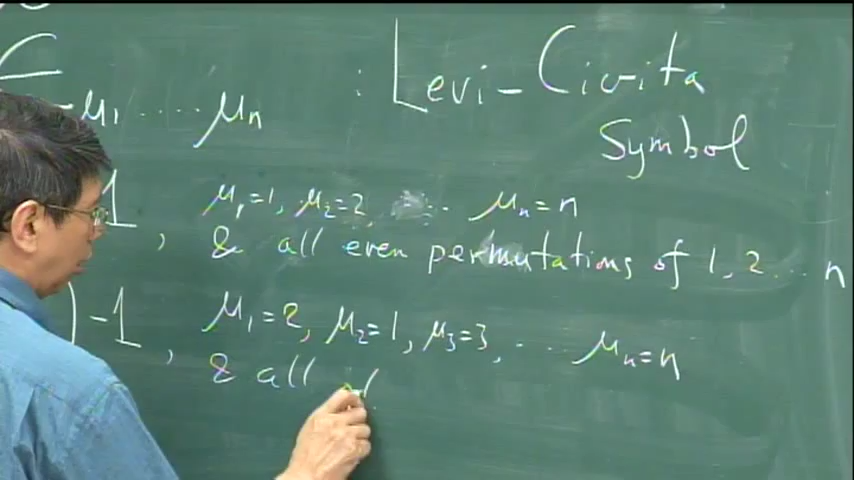 : Levi-Civita
ε μ₁ ..... μₙ
Symbol
1, μ₁=1, μ₂=2, ..... μₙ=n
& all even permutations of 1, 2 ... n
-1, μ₁=2, μ₂=1, μ₃=3, ... μₙ=n
& all